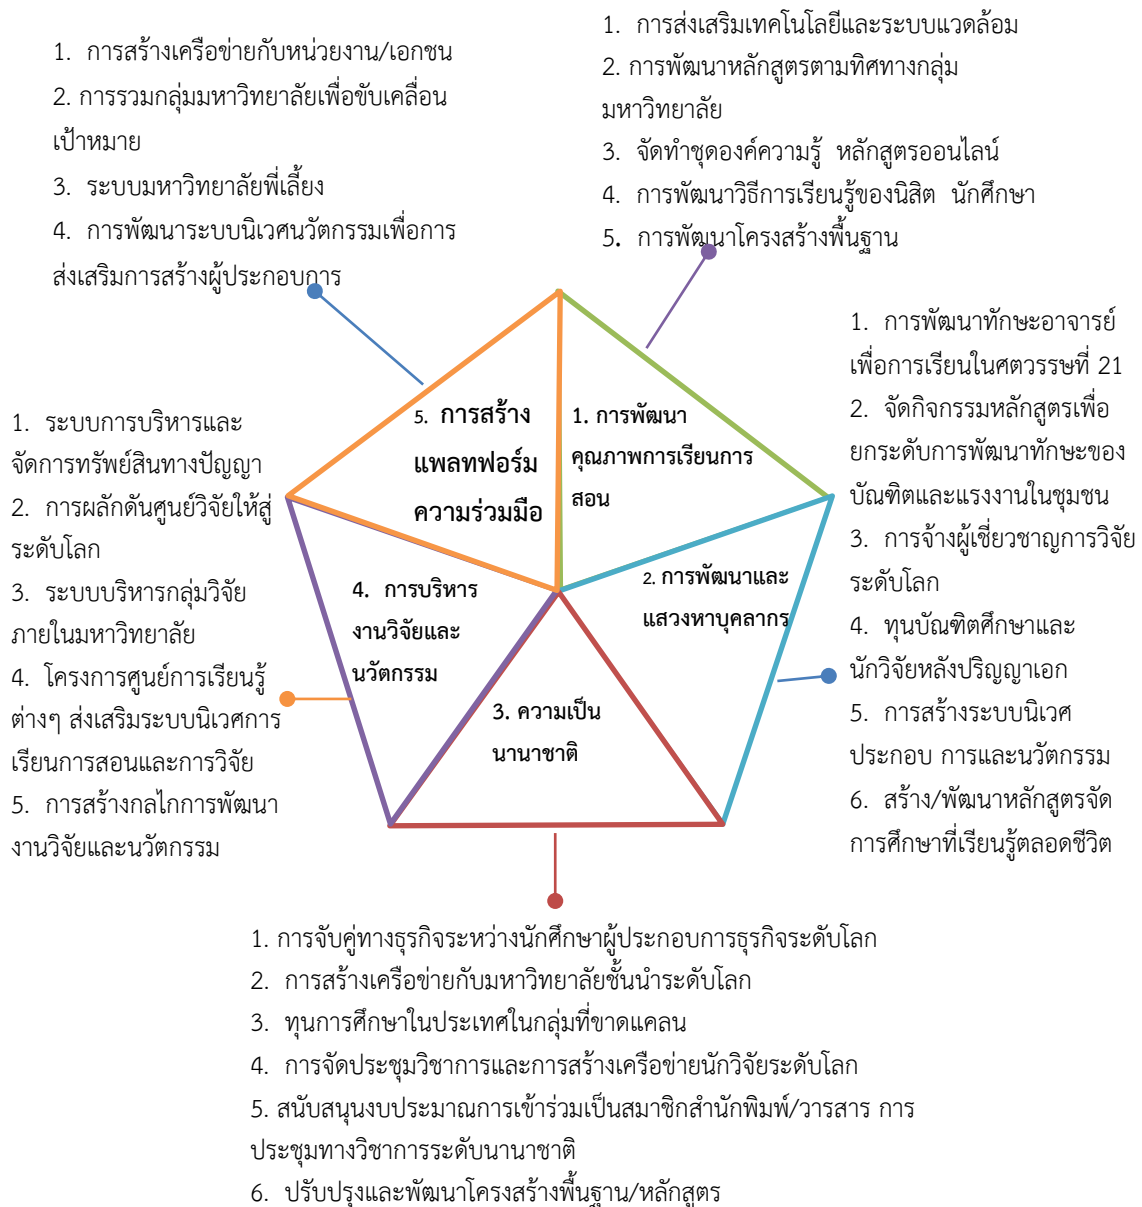 1. การสร้างเครือข่ายกับหน่วยงาน/เอกชน
2. การรวมกลุ่มมหาวิทยาลัยเพื่อขับเคลื่อน
เป้าหมาย
3. ระบบมหาวิทยาลัยพี่เลี้ยง
4. การพัฒนาระบบนิเวศนวัตกรรมเพื่อการ
ส่งเสริมการสร้างผู้ประกอบการ
1. การส่งเสริมเทคโนโลยีและระบบแวดล้อม
2. การพัฒนาหลักสูตรตามทิศทางกลุ่ม
มหาวิทยาลัย
3. จัดทำชุดองค์ความรู้ หลักสูตรออนไลน์
4. การพัฒนาวิธีการเรียนรู้ของนิสิต นักศึกษา
5. การพัฒนาโครงสร้างพื้นฐาน
1. การพัฒนาทักษะอาจารย์
เพื่อการเรียนในศตวรรษที่ 21
2. จัดกิจกรรมหลักสูตรเพื่อ
ยกระดับการพัฒนาทักษะของ
บัณฑิตและแรงงานในชุมชน
3. การจ้างผู้เชี่ยวชาญการวิจัย
ระดับโลก
4. ทุนบัณฑิตศึกษาและ
นักวิจัยหลังปริญญาเอก
5. การสร้างระบบนิเวศ
ประกอบ การและนวัตกรรม
6. สร้าง/พัฒนาหลักสูตรจัด
การศึกษาที่เรียนรู้ตลอดชีวิต
5. การสร้าง
แพลทฟอร์ม
ความร่วมมือ
1. การพัฒนา
คุณภาพการเรียนการ
สอน
2. การพัฒนาและ
แสวงหาบุคลากร
4. การบริหาร
งานวิจัยและ
นวัตกรรม
3. ความเป็น
นานาชาติ
1. ระบบการบริหารและ
จัดการทรัพย์สินทางปัญญา
2. การผลักดันศูนย์วิจัยให้สู่
ระดับโลก
3. ระบบบริหารกลุ่มวิจัย
ภายในมหาวิทยาลัย
4. โครงการศูนย์การเรียนรู้
ต่างๆ ส่งเสริมระบบนิเวศการ
เรียนการสอนและการวิจัย
5. การสร้างกลไกการพัฒนา
งานวิจัยและนวัตกรรม
1. การจับคู่ทางธุรกิจระหว่างนักศึกษาผู้ประกอบการธุรกิจระดับโลก
2. การสร้างเครือข่ายกับมหาวิทยาลัยชั้นนำระดับโลก
3. ทุนการศึกษาในประเทศในกลุ่มที่ขาดแคลน
4. การจัดประชุมวิชาการและการสร้างเครือข่ายนักวิจัยระดับโลก
5. สนับสนุนงบประมาณการเข้าร่วมเป็นสมาชิกสำนักพิมพ์/วารสาร การ
ประชุมทางวิชาการระดับนานาชาติ
6. ปรับปรุงและพัฒนาโครงสร้างพื้นฐาน/หลักสูตร